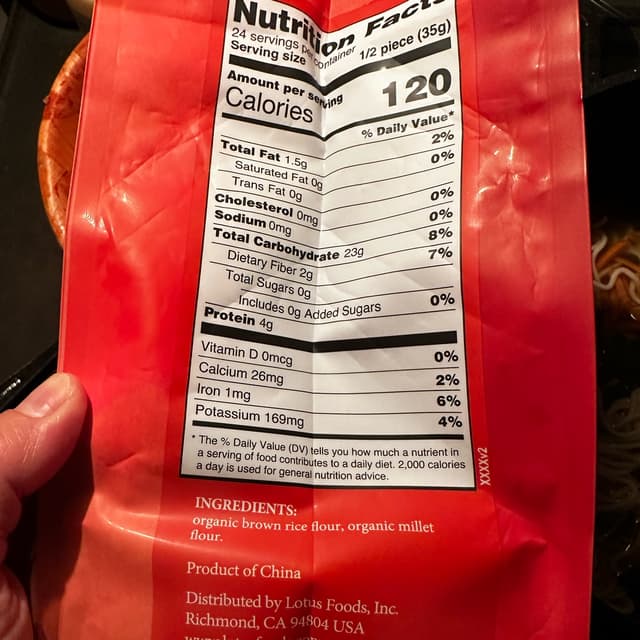 Nutrition Facts
24 servings per container
Serving size 1/2 piece (35g)
Amount per serving
Calories 120
% Daily Value*
Total Fat 1.5g 2%
Saturated Fat 0g 0%
Trans Fat 0g
Cholesterol 0mg 0%
Sodium 0mg 0%
Total Carbohydrate 23g 8%
Dietary Fiber 2g 7%
Total Sugars 0g
Includes 0g Added Sugars 0%
Protein 4g
Vitamin D 0mcg 0%
Calcium 26mg 2%
Iron 1mg 6%
Potassium 169mg 4%
* The % Daily Value (DV) tells you how much a nutrient in
a serving of food contributes to a daily diet. 2,000 calories
a day is used for general nutrition advice.
XXXXv2
INGREDIENTS:
organic brown rice flour, organic millet
flour.
Product of China
Distributed by Lotus Foods, Inc.
Richmond, CA 94804 USA